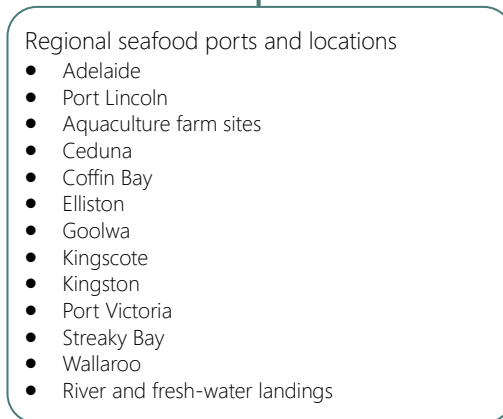 Regional seafood ports and locations
● Adelaide
● Port Lincoln
● Aquaculture farm sites
● Ceduna
● Coffin Bay
● Elliston
● Goolwa
● Kingscote
● Kingston
● Port Victoria
● Streaky Bay
● Wallaroo
● River and fresh-water landings